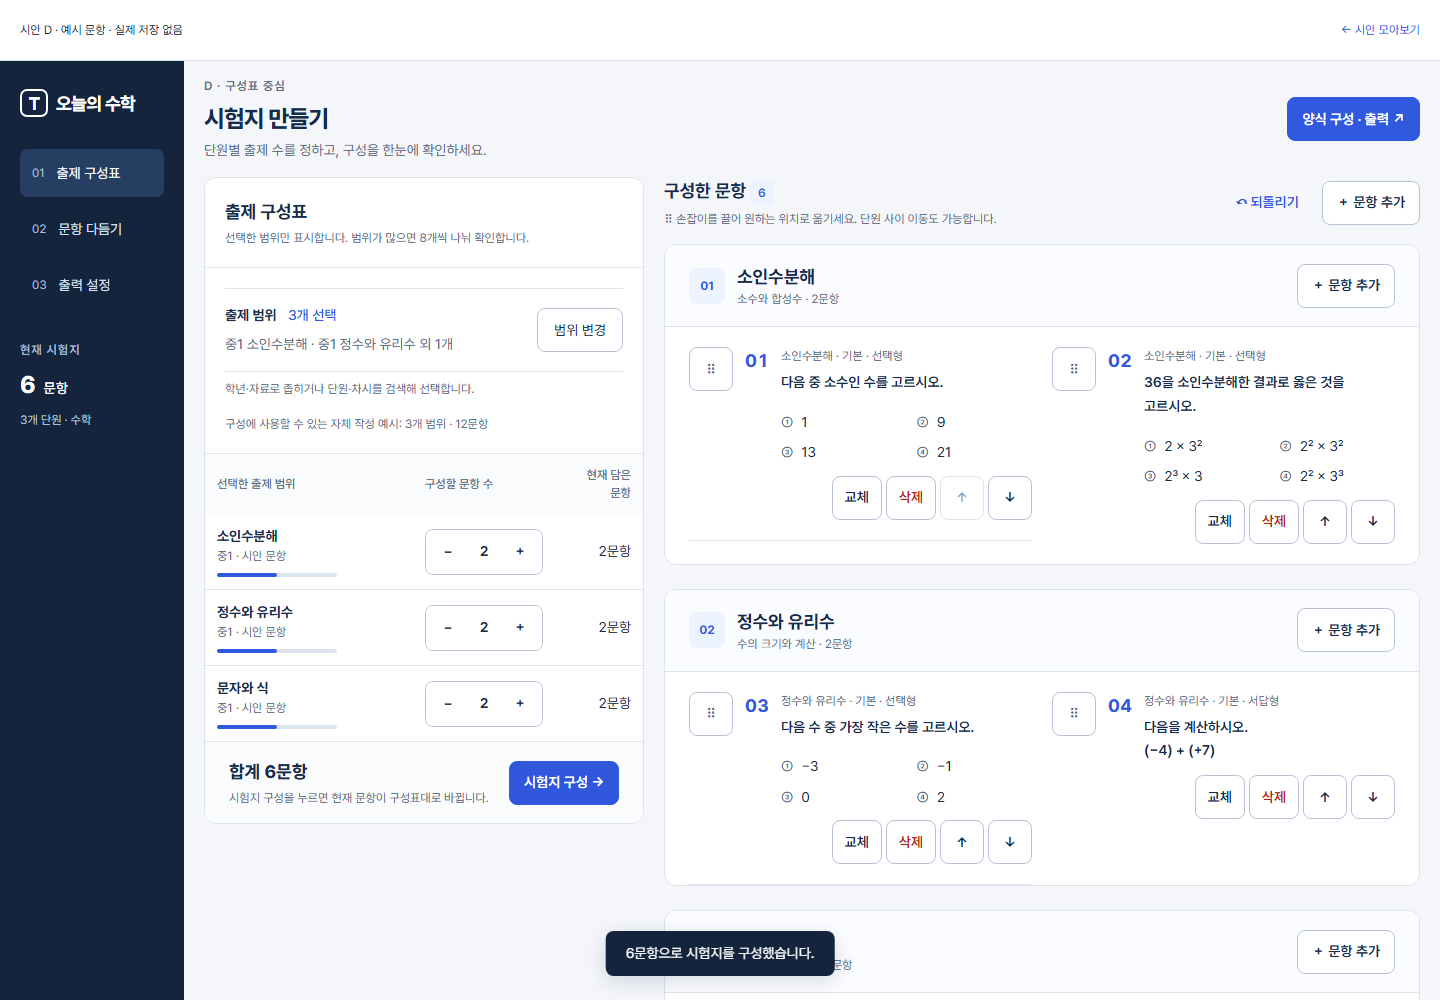 시안 D · 예시 문항 · 실제 저장 없음
← 시안 모아보기
T 오늘의 수학
01 출제 구성표
02 문항 다듬기
03 출력 설정
현재 시험지
6 문항
3개 단원 · 수학
D · 구성표 중심
시험지 만들기
단원별 출제 수를 정하고, 구성을 한눈에 확인하세요.
양식 구성 · 출력 ↗
출제 구성표
선택한 범위만 표시합니다. 범위가 많으면 8개씩 나눠 확인합니다.
출제 범위 3개 선택
중1 소인수분해 · 중1 정수와 유리수 외 1개
범위 변경
학년·자료로 좁히거나 단원·차시를 검색해 선택합니다.
구성에 사용할 수 있는 자체 작성 예시: 3개 범위 · 12문항
선택한 출제 범위
구성할 문항 수
현재 담은
문항
소인수분해
중1 · 시안 문항
− 2 +
2문항
정수와 유리수
중1 · 시안 문항
− 2 +
2문항
문자와 식
중1 · 시안 문항
− 2 +
2문항
합계 6문항
시험지 구성을 누르면 현재 문항이 구성표대로 바뀝니다.
시험지 구성 →
구성한 문항 6
⠿ 손잡이를 끌어 원하는 위치로 옮기세요. 단원 사이 이동도 가능합니다.
↶ 되돌리기
+ 문항 추가
01 소인수분해
소수와 합성수 · 2문항
+ 문항 추가
⠿ 01 소인수분해 · 기본 · 선택형
다음 중 소수인 수를 고르시오.
① 1 ② 9
③ 13 ④ 21
교체 삭제 ↑ ↓
⠿ 02 소인수분해 · 기본 · 선택형
36을 소인수분해한 결과로 옳은 것을
고르시오.
① 2 × 3² ② 2² × 3²
③ 2³ × 3 ④ 2² × 3³
교체 삭제 ↑ ↓
02 정수와 유리수
수의 크기와 계산 · 2문항
+ 문항 추가
⠿ 03 정수와 유리수 · 기본 · 선택형
다음 수 중 가장 작은 수를 고르시오.
① −3 ② −1
③ 0 ④ 2
교체 삭제 ↑ ↓
⠿ 04 정수와 유리수 · 기본 · 서답형
다음을 계산하시오.
(−4) + (+7)
교체 삭제 ↑ ↓
+ 문항 추가
6문항으로 시험지를 구성했습니다.
문항